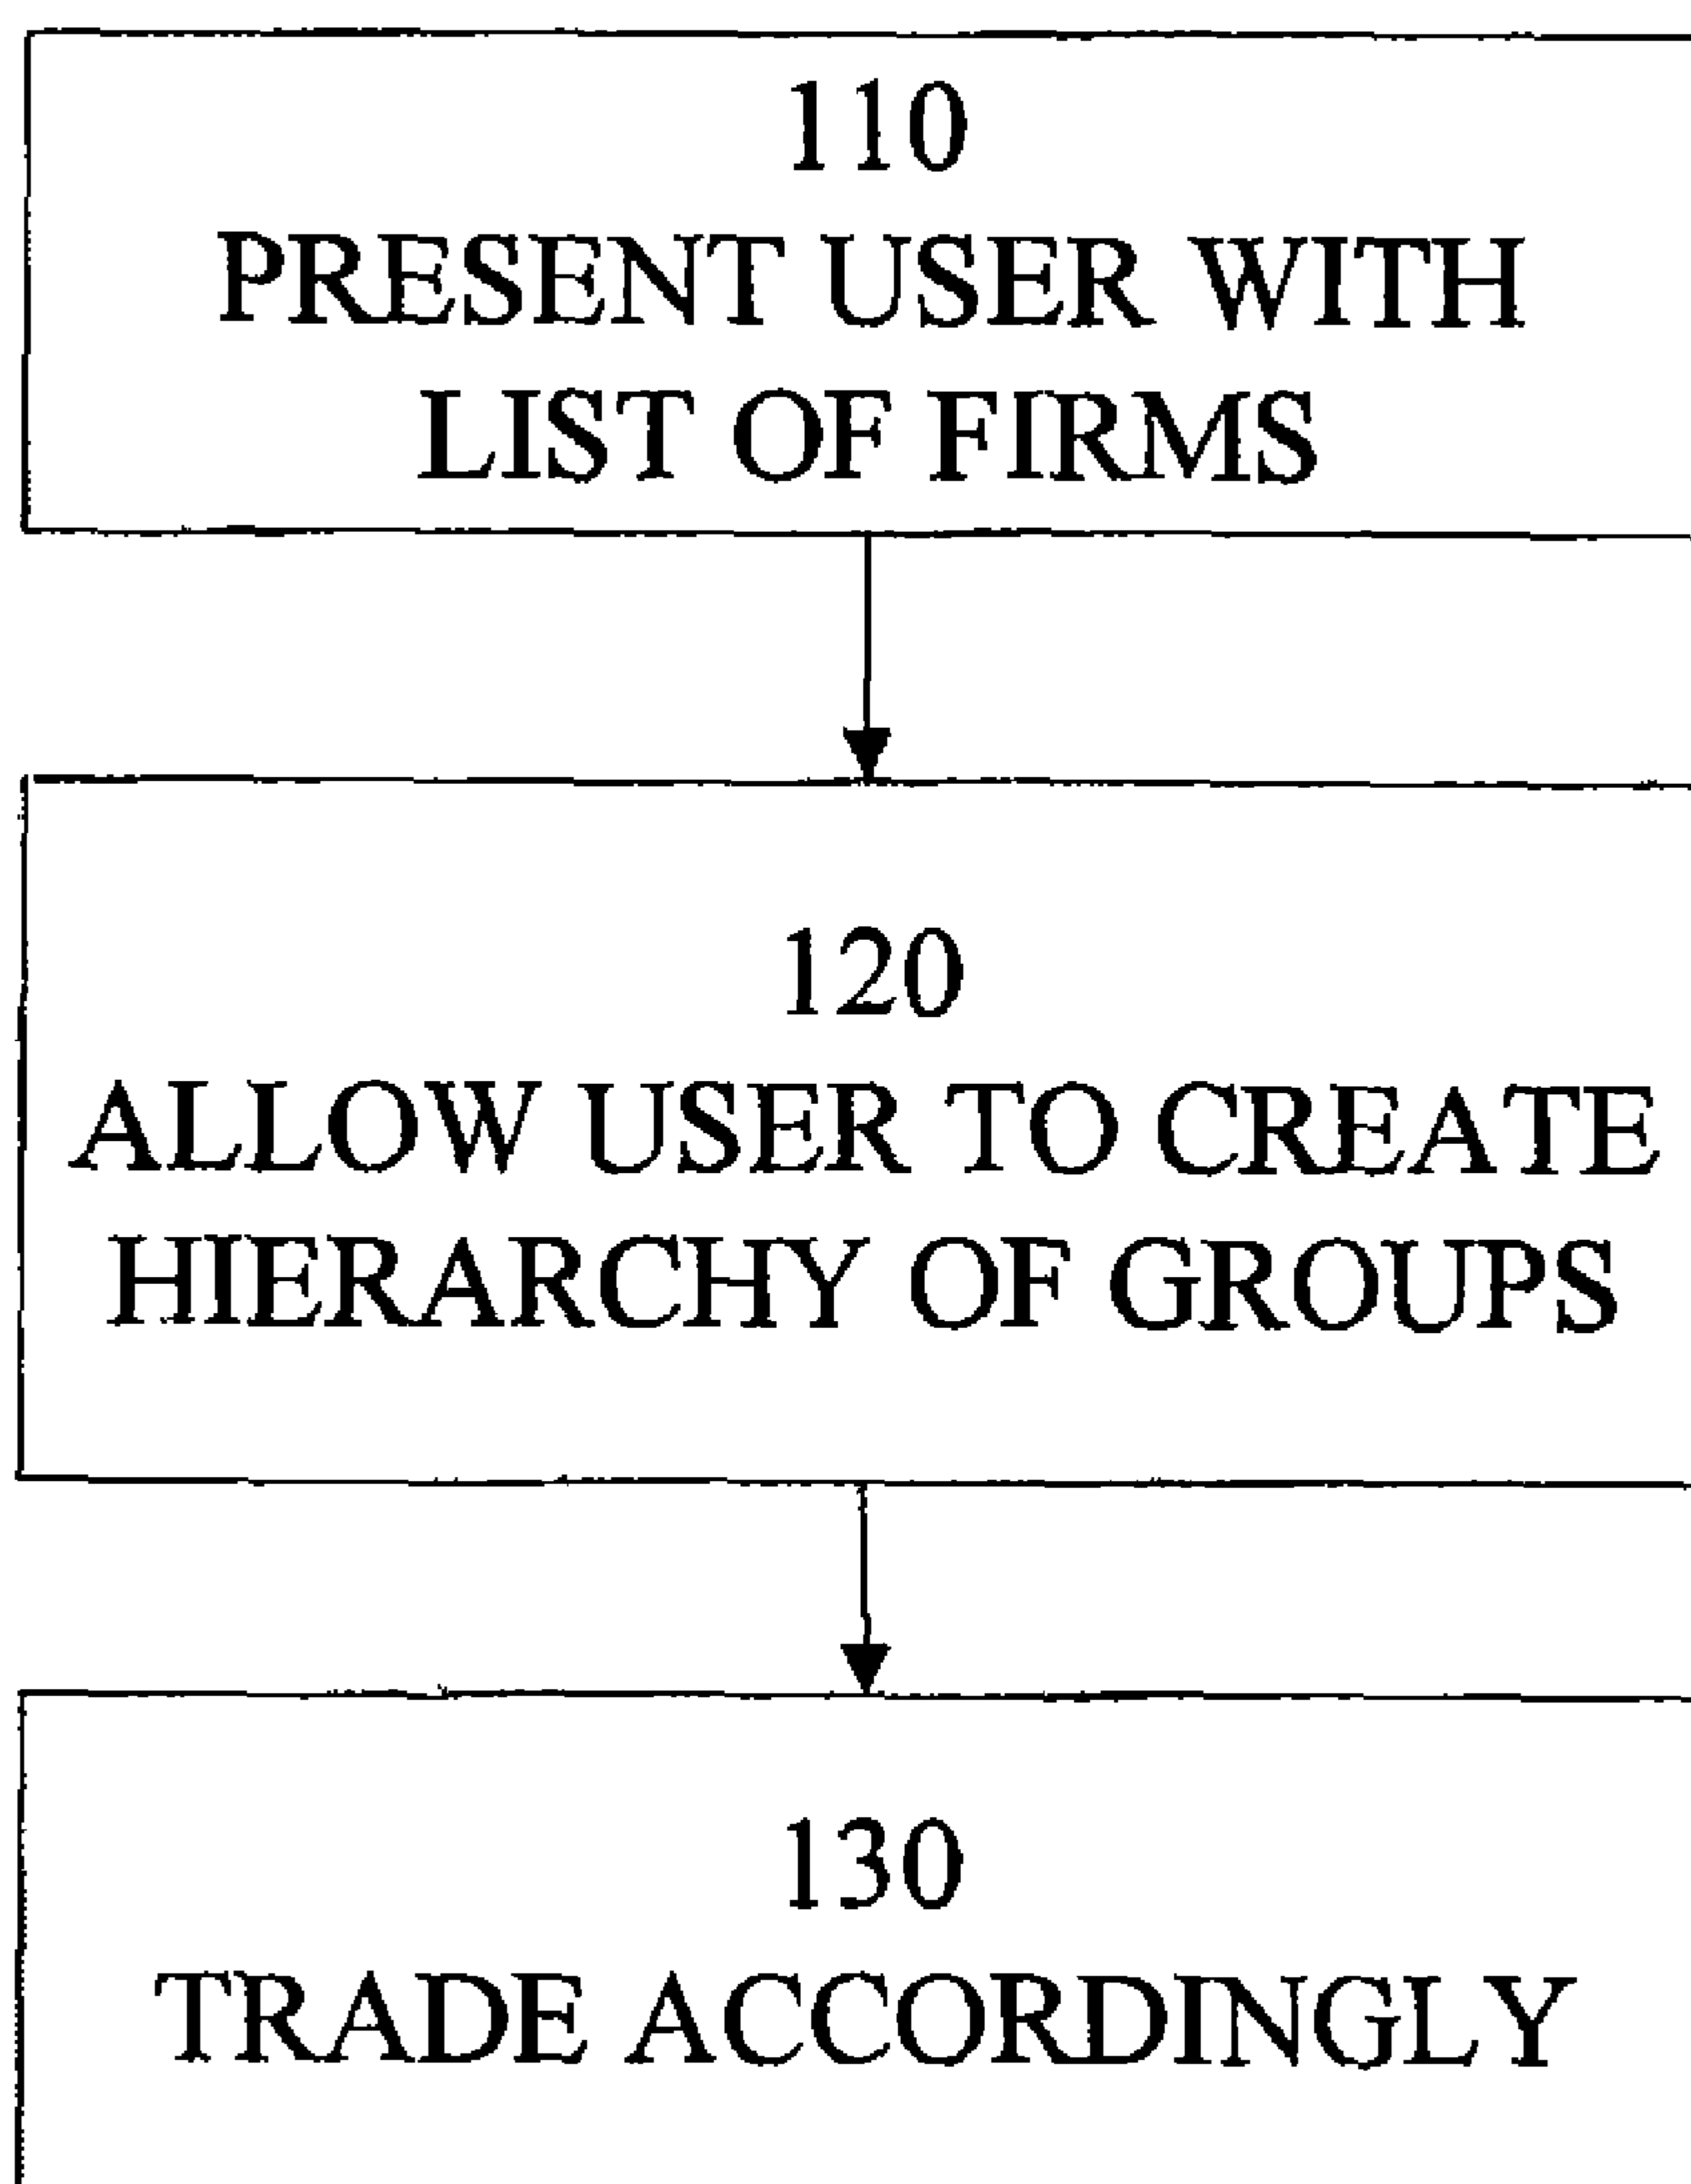 110
PRESENT USER WITH
LIST OF FIRMS
120
ALLOW USER TO CREATE
HIERARCHY OF GROUPS
130
TRADE ACCORDINGLY